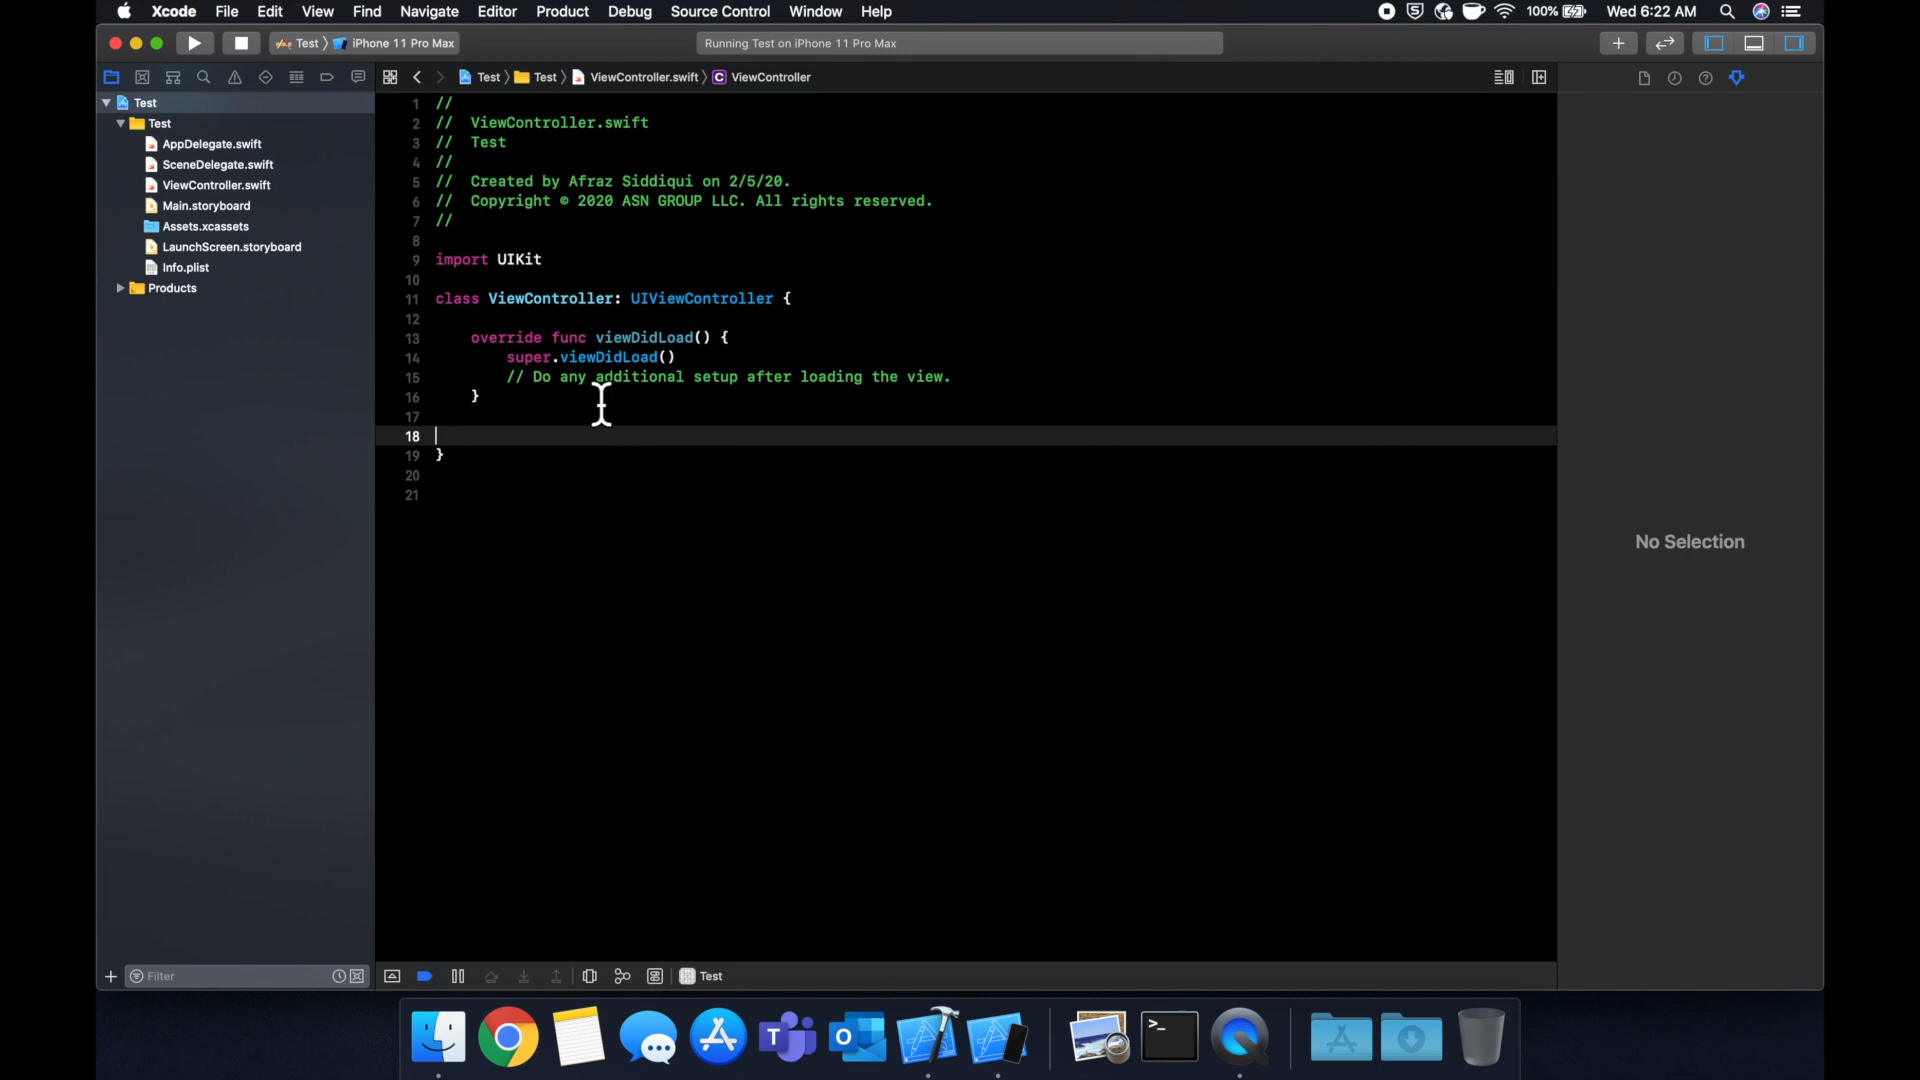 Xcode File Edit View Find Navigate Editor Product Debug Source Control Window Help 100% Wed 6:22 AM
Test iPhone 11 Pro Max Running Test on iPhone 11 Pro Max
Test Test ViewController.swift C ViewController
Test
Test
AppDelegate.swift
SceneDelegate.swift
ViewController.swift
Main.storyboard
Assets.xcassets
LaunchScreen.storyboard
Info.plist
Products
1 //
2 // ViewController.swift
3 // Test
4 //
5 // Created by Afraz Siddiqui on 2/5/20.
6 // Copyright © 2020 ASN GROUP LLC. All rights reserved.
7 //
8
9 import UIKit
10
11 class ViewController: UIViewController {
12
13 override func viewDidLoad() {
14 super.viewDidLoad()
15 // Do any additional setup after loading the view.
16 }
17
18
19 }
20
21
No Selection
Filter
Test